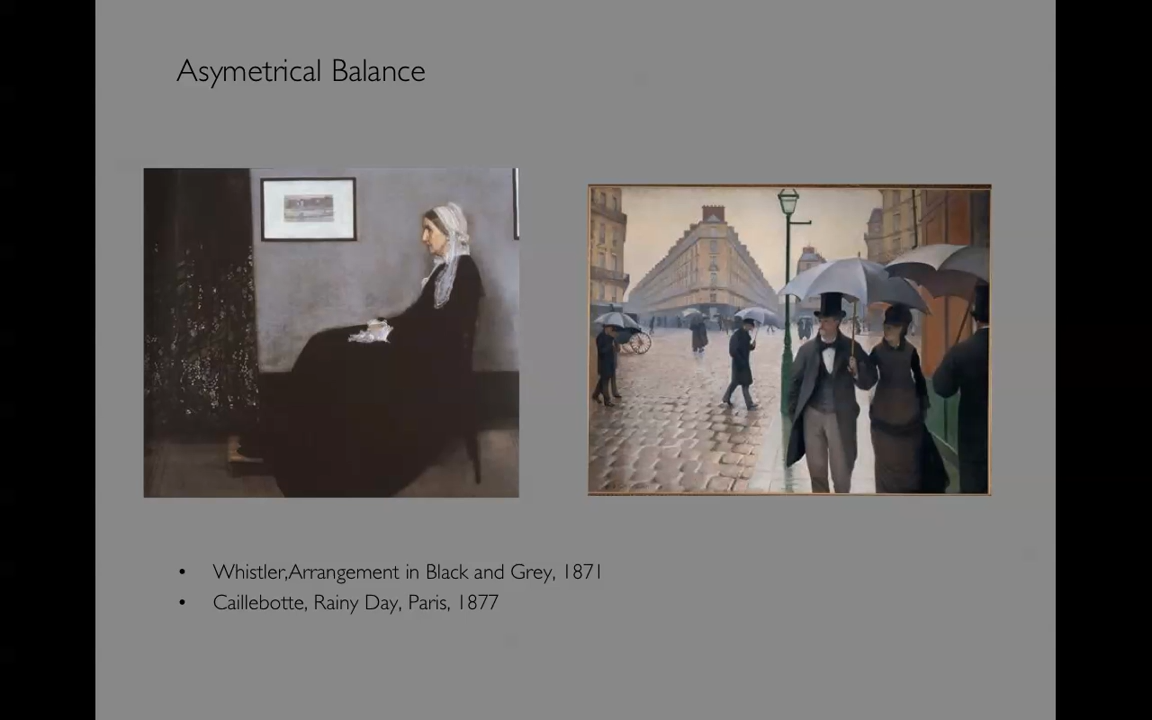 Asymetrical Balance
• Whistler,Arrangement in Black and Grey, 1871
• Caillebotte, Rainy Day, Paris, 1877